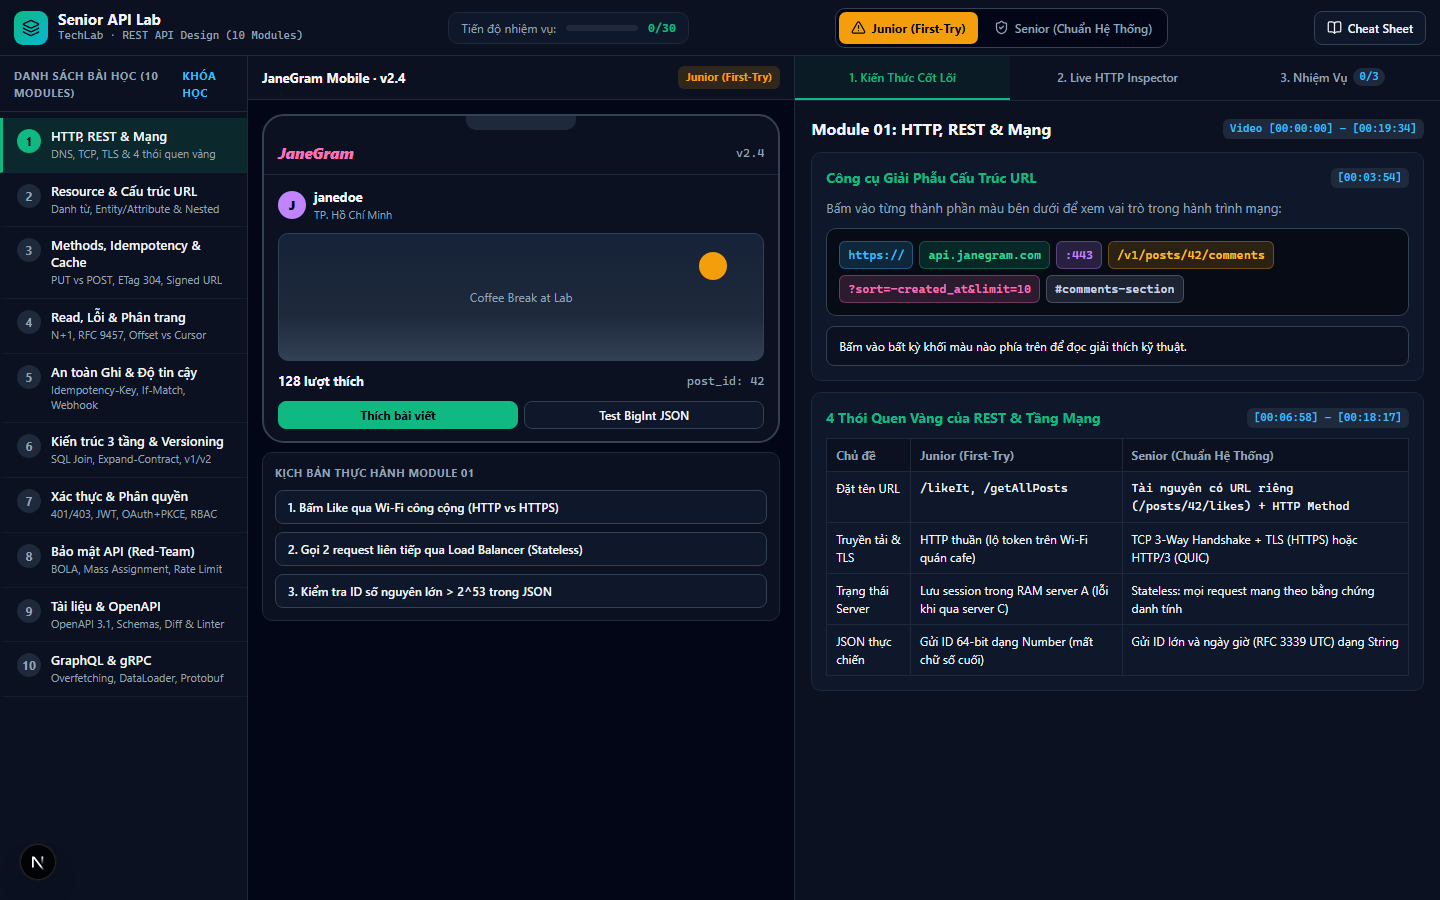 Senior API Lab
TechLab · REST API Design (10 Modules)
Tiến độ nhiệm vụ: 0/30
Junior (First-Try)
Senior (Chuẩn Hệ Thống)
Cheat Sheet
DANH SÁCH BÀI HỌC (10 MODULES)
KHÓA HỌC
1
HTTP, REST & Mạng
DNS, TCP, TLS & 4 thói quen vàng
2
Resource & Cấu trúc URL
Danh từ, Entity/Attribute & Nested
3
Methods, Idempotency & Cache
PUT vs POST, ETag 304, Signed URL
4
Read, Lỗi & Phân trang
N+1, RFC 9457, Offset vs Cursor
5
An toàn Ghi & Độ tin cậy
Idempotency-Key, If-Match, Webhook
6
Kiến trúc 3 tầng & Versioning
SQL Join, Expand-Contract, v1/v2
7
Xác thực & Phân quyền
401/403, JWT, OAuth+PKCE, RBAC
8
Bảo mật API (Red-Team)
BOLA, Mass Assignment, Rate Limit
9
Tài liệu & OpenAPI
OpenAPI 3.1, Schemas, Diff & Linter
10
GraphQL & gRPC
Overfetching, DataLoader, Protobuf
N
JaneGram Mobile · v2.4
Junior (First-Try)
JaneGram
v2.4
J
janedoe
TP. Hồ Chí Minh
Coffee Break at Lab
128 lượt thích
post_id: 42
Thích bài viết
Test BigInt JSON
KỊCH BẢN THỰC HÀNH MODULE 01
1. Bấm Like qua Wi-Fi công cộng (HTTP vs HTTPS)
2. Gọi 2 request liên tiếp qua Load Balancer (Stateless)
3. Kiểm tra ID số nguyên lớn > 2^53 trong JSON
1. Kiến Thức Cốt Lõi
2. Live HTTP Inspector
3. Nhiệm Vụ 0/3
Module 01: HTTP, REST & Mạng
Video [00:00:00] – [00:19:34]
Công cụ Giải Phẫu Cấu Trúc URL
[00:03:54]
Bấm vào từng thành phần màu bên dưới để xem vai trò trong hành trình mạng:
https://
api.janegram.com
:443
/v1/posts/42/comments
?sort=-created_at&limit=10
#comments-section
Bấm vào bất kỳ khối màu nào phía trên để đọc giải thích kỹ thuật.
4 Thói Quen Vàng của REST & Tầng Mạng
[00:06:58] – [00:18:17]
Chủ đề
Junior (First-Try)
Senior (Chuẩn Hệ Thống)
Đặt tên URL
/likeIt, /getAllPosts
Tài nguyên có URL riêng
(/posts/42/likes) + HTTP Method
Truyền tải &
TLS
HTTP thuần (lộ token trên Wi-Fi
quán cafe)
TCP 3-Way Handshake + TLS (HTTPS) hoặc
HTTP/3 (QUIC)
Trạng thái
Server
Lưu session trong RAM server A (lỗi
khi qua server C)
Stateless: mọi request mang theo bằng chứng
danh tính
JSON thực
chiến
Gửi ID 64-bit dạng Number (mất
chữ số cuối)
Gửi ID lớn và ngày giờ (RFC 3339 UTC) dạng String